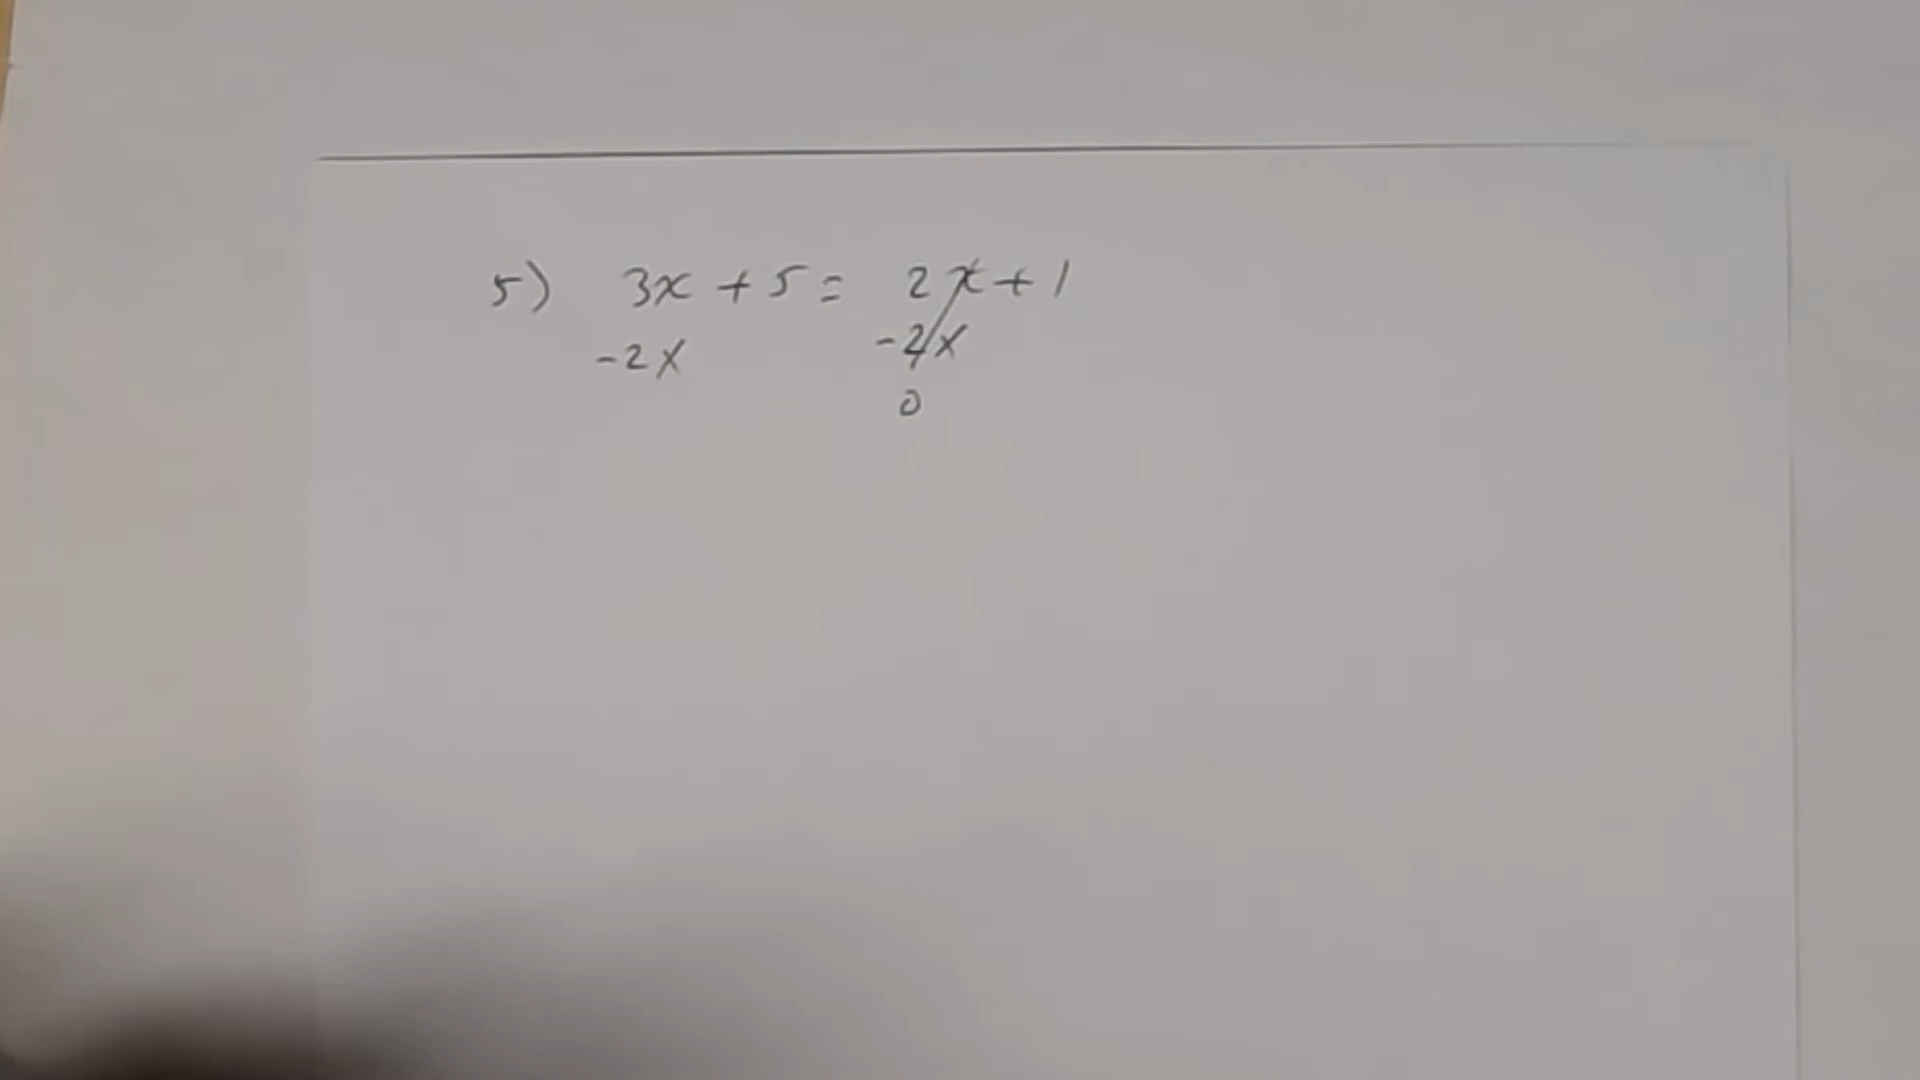 5) 3x + 5 = 2x + 1
-2x -2x
0